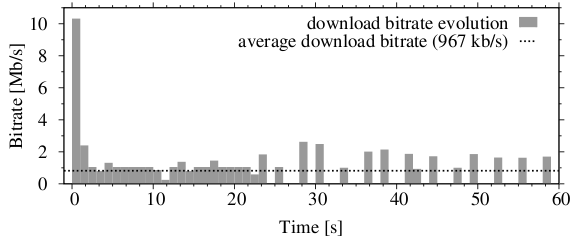 download bitrate evolution
average download bitrate (967 kb/s)
Bitrate [Mb/s]
10
8
6
4
2
0
0 10 20 30 40 50 60
Time [s]